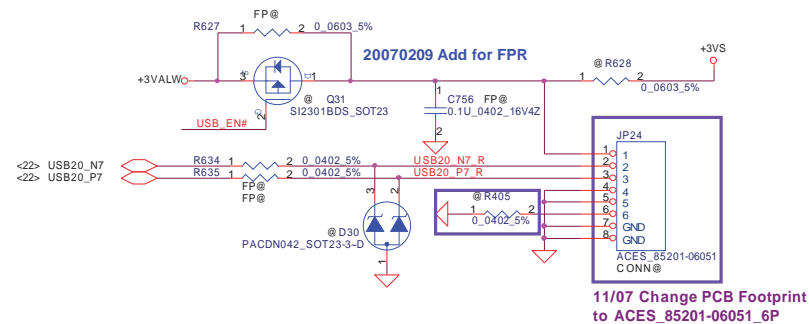 FP@
R627 1 2 0_0603_5%
20070209 Add for FPR
+3VS
@ R628
+3VALW 3 1
1 2
0_0603_5%
@ Q31
SI2301BDS_SOT23
2
USB_EN#
1
C756 FP@
0.1U_0402_16V4Z
2
JP24
<22> USB20_N7 R634 1 2 0_0402_5% USB20_N7_R
<22> USB20_P7 R635 1 2 0_0402_5% USB20_P7_R
FP@
FP@
1 1
2 2
3 3
4 4
5 5
6 6
7 GND
8 GND
3 2
@ R405
1 2
0_0402_5%
@ D30
PACDN042_SOT23-3~D
1
ACES_85201-06051
CONN@
11/07 Change PCB Footprint
to ACES_85201-06051_6P